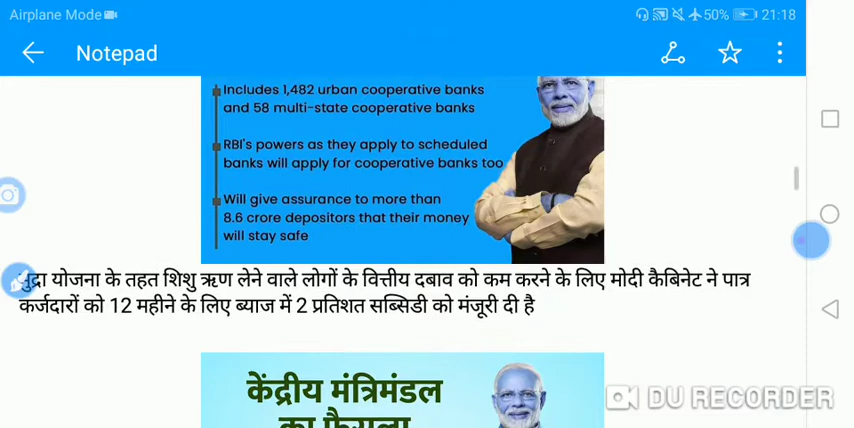 Airplane Mode
50%
21:18
Notepad
Includes 1,482 urban cooperative banks
and 58 multi-state cooperative banks
RBI's powers as they apply to scheduled
banks will apply for cooperative banks too
Will give assurance to more than
8.6 crore depositors that their money
will stay safe
मुद्रा योजना के तहत शिशु ऋण लेने वाले लोगों के वित्तीय दबाव को कम करने के लिए मोदी कैबिनेट ने पात्र
कर्जदारों को 12 महीने के लिए ब्याज में 2 प्रतिशत सब्सिडी को मंजूरी दी है
केंद्रीय मंत्रिमंडल
का फैसला
DU RECORDER